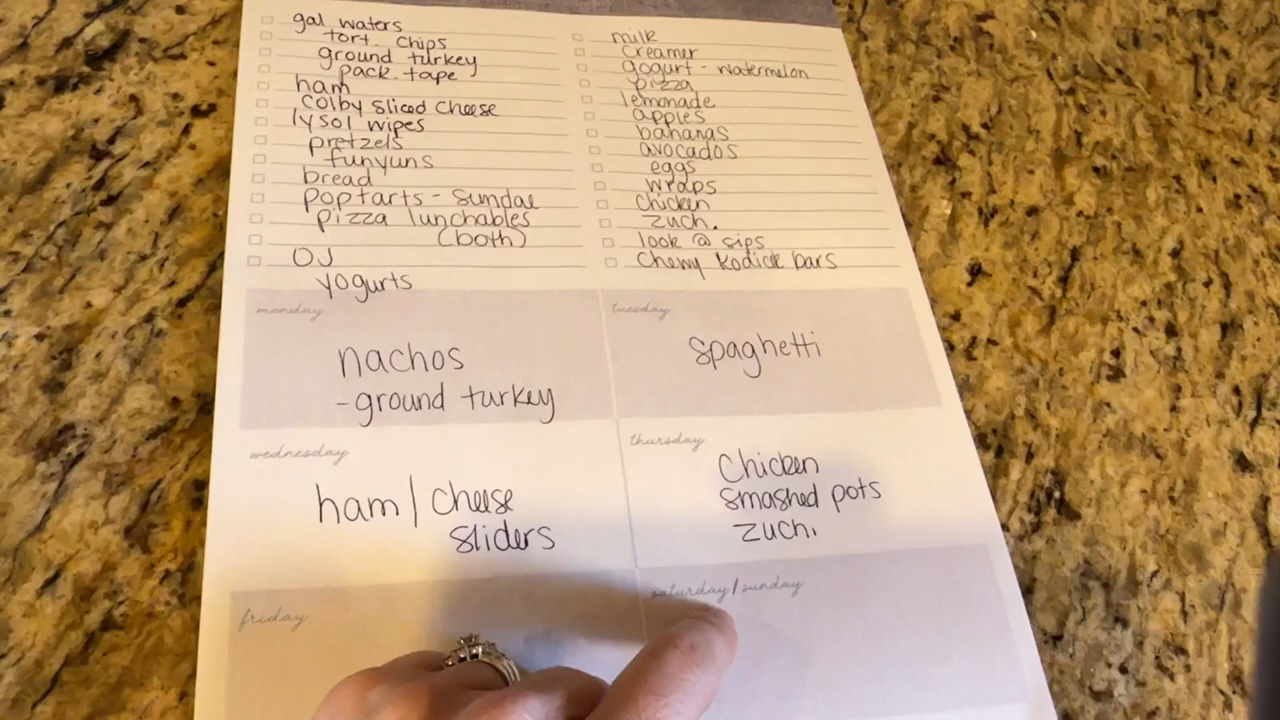 gal waters
tort. chips
ground turkey
pack. tape
ham
colby sliced cheese
lysol wipes
pretzels
funyuns
bread
poptarts - sundae
pizza lunchables
(both)
OJ
yogurts
milk
creamer
yogurt - watermelon
pizza
lemonade
apples
bananas
avocados
eggs
wraps
chicken
zuch.
look @ sips
chewy Kodick bars
monday
nachos
- ground turkey
tuesday
spaghetti
wednesday
ham / cheese
sliders
thursday
Chicken
smashed pots
zuch.
friday
saturday / sunday